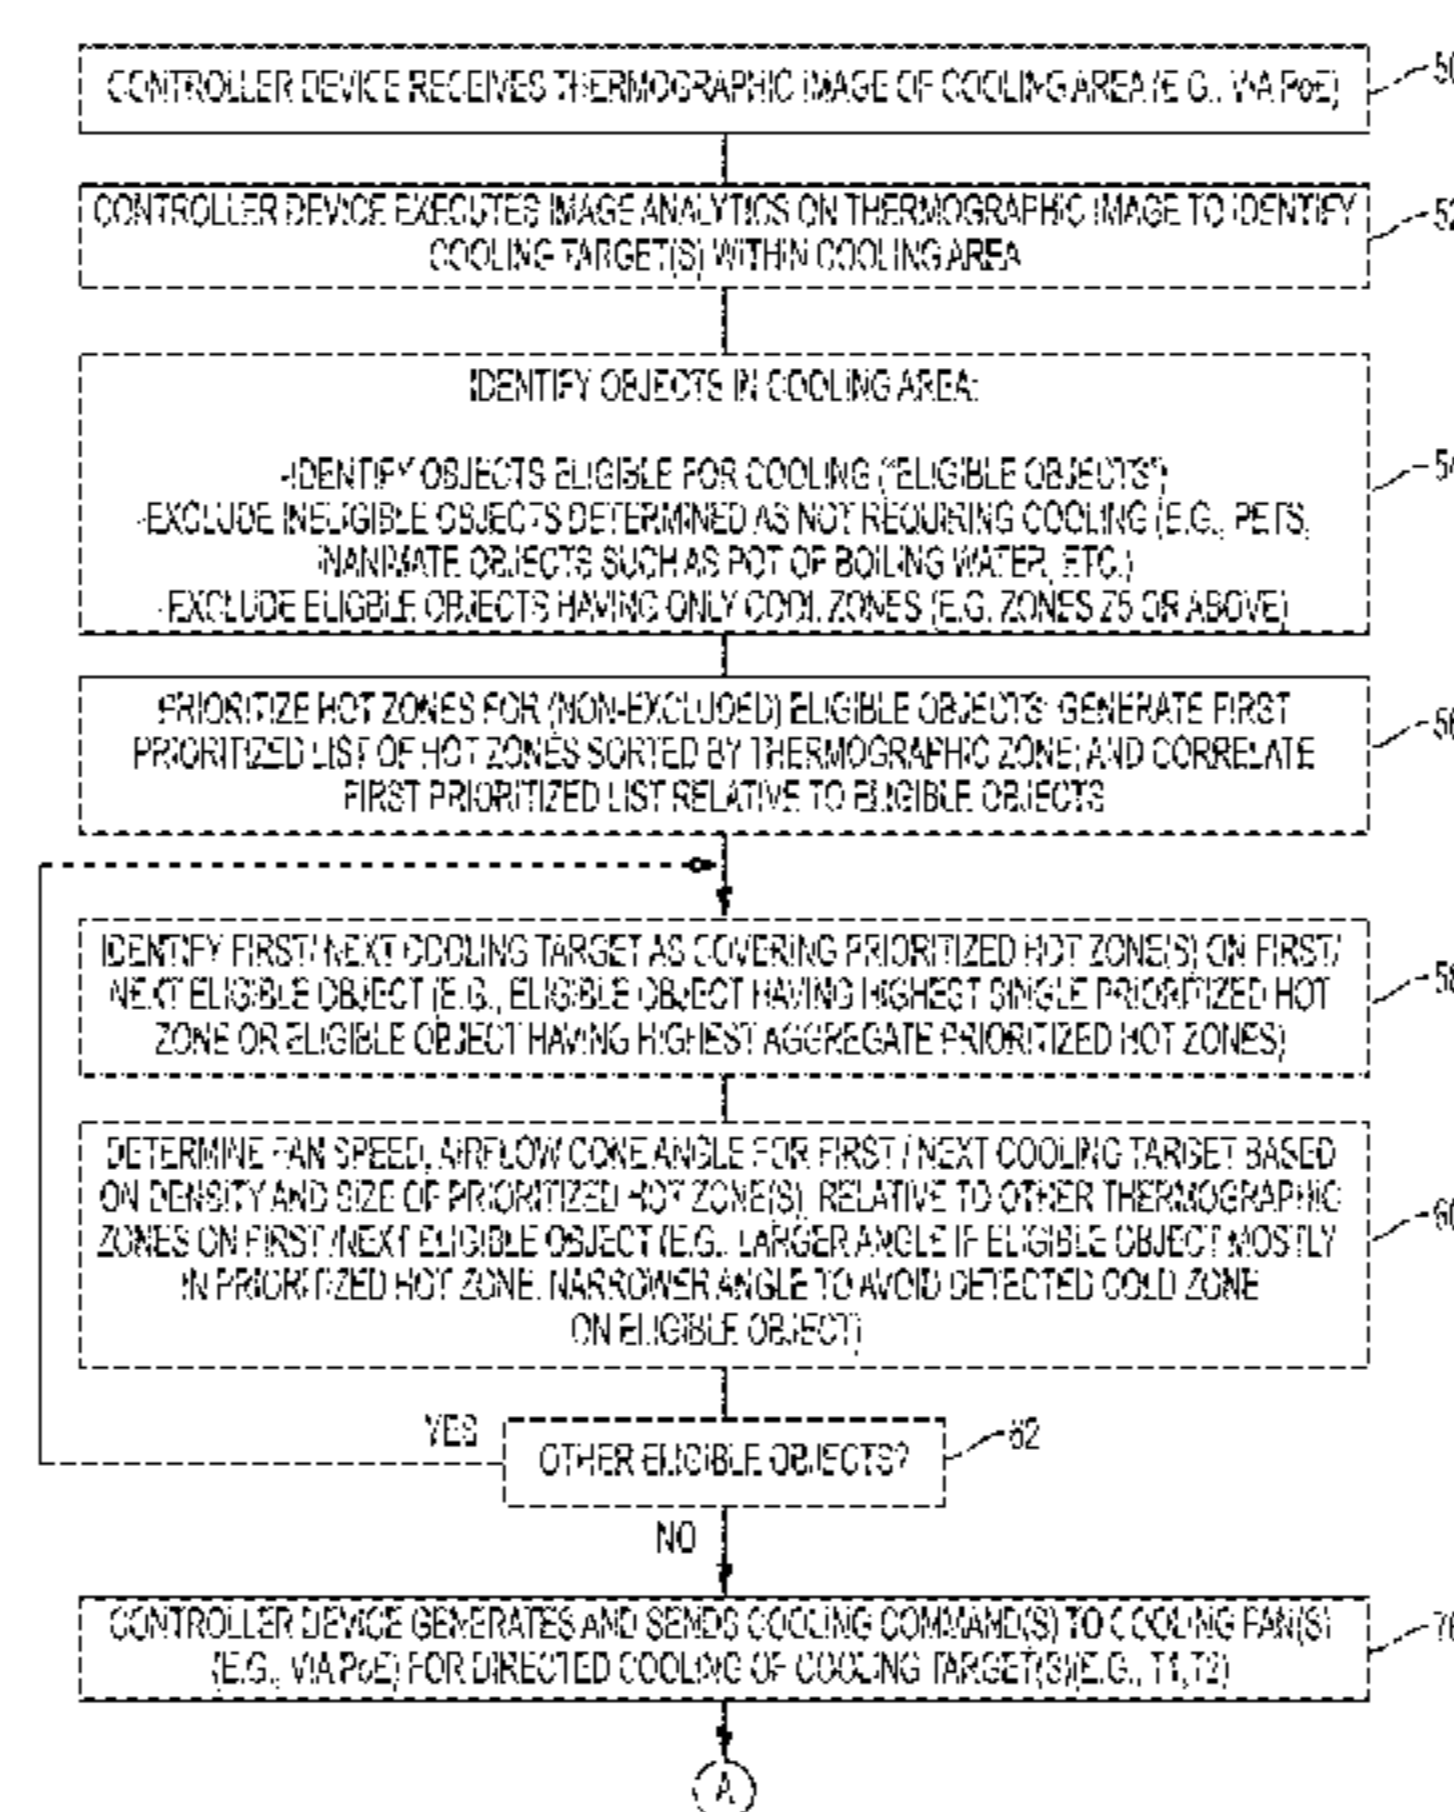 CONTROLLER DEVICE RECEIVES THERMOGRAPHIC IMAGE OF COOLING AREA (E.G., VIA PoE)
50
CONTROLLER DEVICE EXECUTES IMAGE ANALYTICS ON THERMOGRAPHIC IMAGE TO IDENTIFY
COOLING TARGET(S) WITHIN COOLING AREA
52
IDENTIFY OBJECTS IN COOLING AREA:
-IDENTIFY OBJECTS ELIGIBLE FOR COOLING ("ELIGIBLE OBJECTS")
54
-EXCLUDE INELIGIBLE OBJECTS DETERMINED AS NOT REQUIRING COOLING (E.G., PETS,
INANIMATE OBJECTS SUCH AS POT OF BOILING WATER, ETC.)
-EXCLUDE ELIGIBLE OBJECTS HAVING ONLY COOL ZONES (E.G. ZONES Z5 OR ABOVE)
PRIORITIZE HOT ZONES FOR (NON-EXCLUDED) ELIGIBLE OBJECTS: GENERATE FIRST
PRIORITIZED LIST OF HOT ZONES SORTED BY THERMOGRAPHIC ZONE; AND CORRELATE
FIRST PRIORITIZED LIST RELATIVE TO ELIGIBLE OBJECTS
56
IDENTIFY FIRST/ NEXT COOLING TARGET AS COVERING PRIORITIZED HOT ZONE(S) ON FIRST/
NEXT ELIGIBLE OBJECT (E.G., ELIGIBLE OBJECT HAVING HIGHEST SINGLE PRIORITIZED HOT
ZONE OR ELIGIBLE OBJECT HAVING HIGHEST AGGREGATE PRIORITIZED HOT ZONES)
58
DETERMINE FAN SPEED, AIRFLOW CONE ANGLE FOR FIRST / NEXT COOLING TARGET BASED
ON DENSITY AND SIZE OF PRIORITIZED HOT ZONE(S), RELATIVE TO OTHER THERMOGRAPHIC
ZONES ON FIRST /NEXT ELIGIBLE OBJECT (E.G., LARGER ANGLE IF ELIGIBLE OBJECT MOSTLY
IN PRIORITIZED HOT ZONE, NARROWER ANGLE TO AVOID DETECTED COLD ZONE
ON ELIGIBLE OBJECT)
60
YES
OTHER ELIGIBLE OBJECTS?
62
NO
CONTROLLER DEVICE GENERATES AND SENDS COOLING COMMAND(S) TO COOLING FAN(S)
(E.G., VIA PoE) FOR DIRECTED COOLING OF COOLING TARGET(S)(E.G., T1,T2)
A